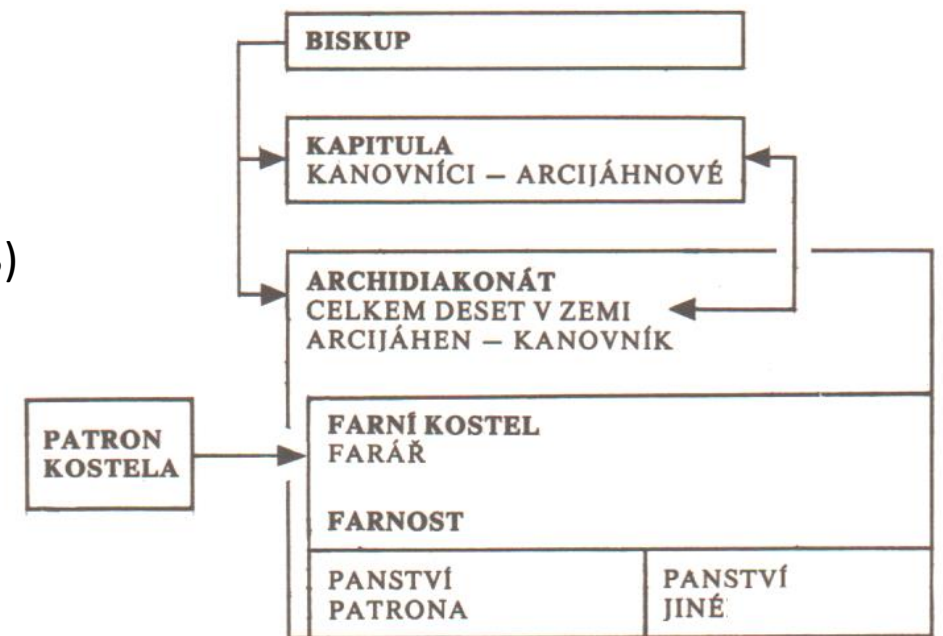 BISKUP
KAPITULA
KANOVNÍCI – ARCIJÁHNOVÉ
)
ARCHIDIAKONÁT
CELKEM DESET V ZEMI
ARCIJÁHEN – KANOVNÍK
PATRON
KOSTELA
FARNÍ KOSTEL
FARÁŘ
FARNOST
PANSTVÍ
PATRONA
PANSTVÍ
JINÉ